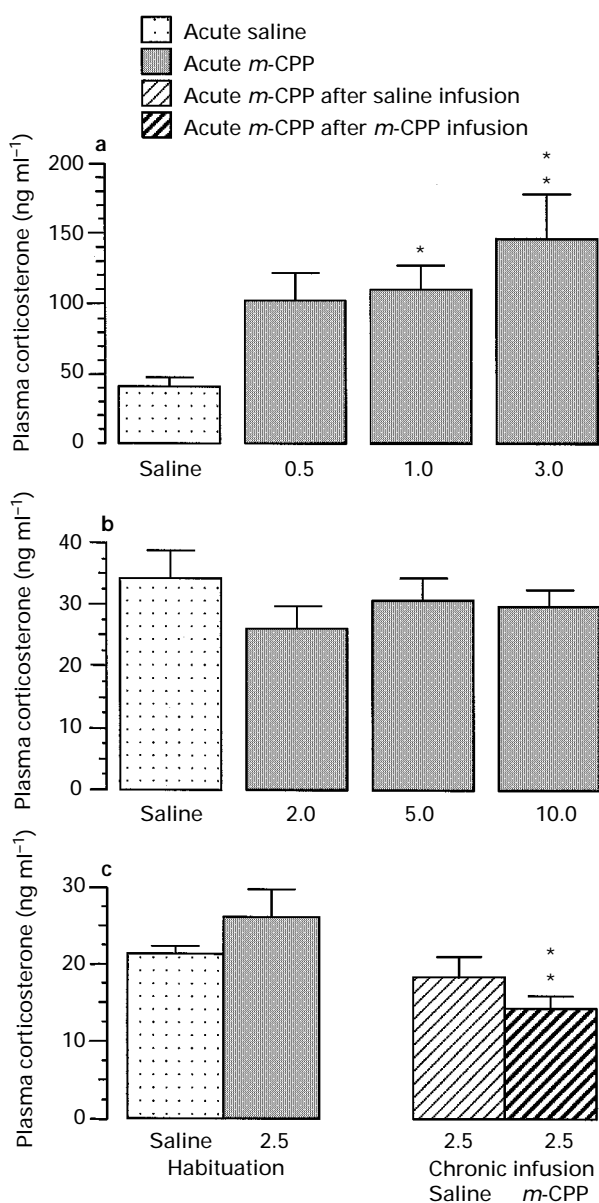 Acute saline
Acute m-CPP
Acute m-CPP after saline infusion
Acute m-CPP after m-CPP infusion
a
Plasma corticosterone (ng ml⁻¹)
200
150
100
50
0
*
*
*
Saline 0.5 1.0 3.0
b
Plasma corticosterone (ng ml⁻¹)
40
30
20
30
0
Saline 2.0 5.0 10.0
c
Plasma corticosterone (ng ml⁻¹)
30
20
10
0
*
*
Saline 2.5 2.5 2.5
Habituation Chronic infusion
Saline m-CPP